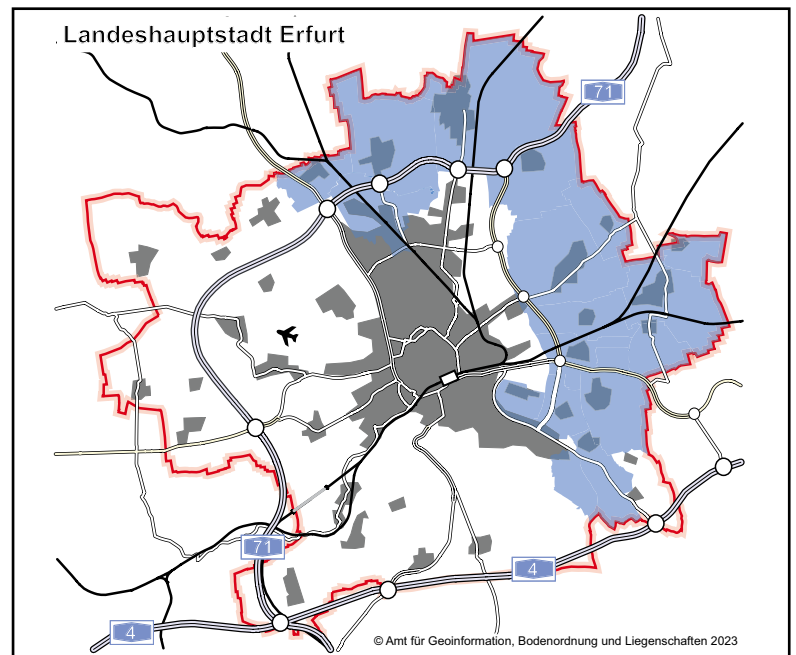 Landeshauptstadt Erfurt
71
71
4
4
© Amt für Geoinformation, Bodenordnung und Liegenschaften 2023